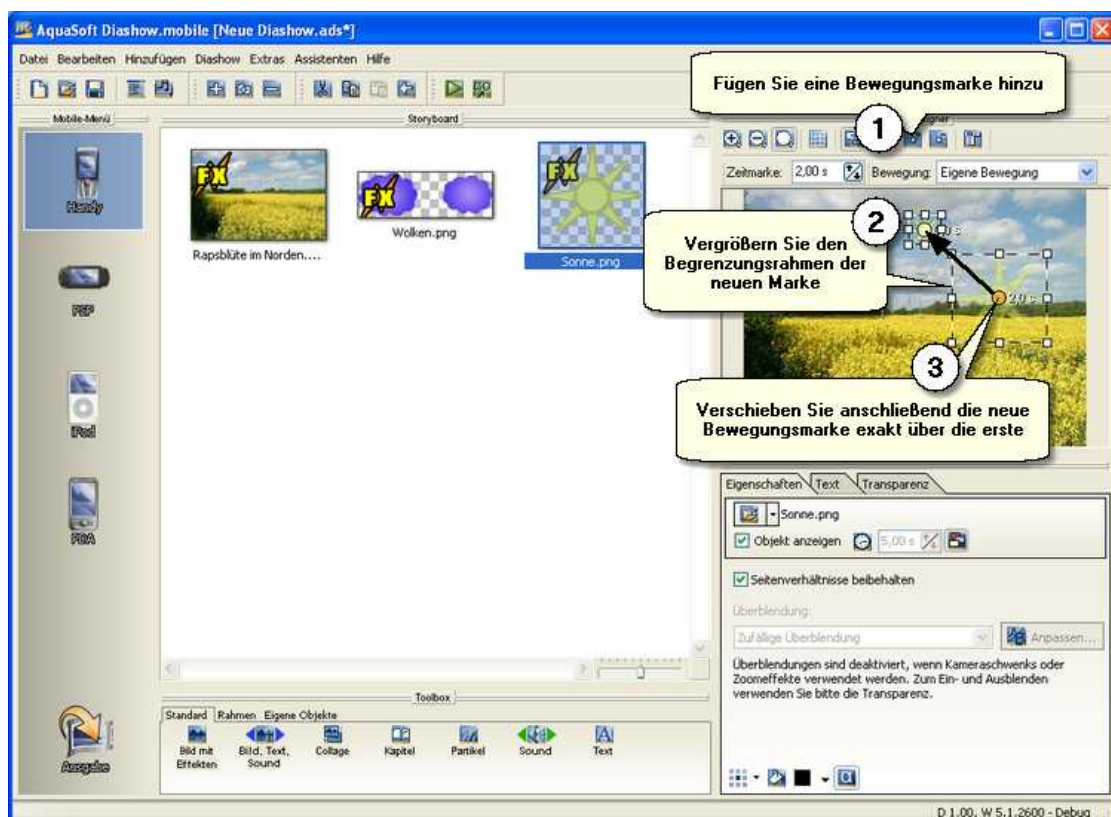 AquaSoft Diashow.mobile [Neue Diashow.ads*]
Datei Bearbeiten Hinzufügen Diashow Extras Assistenten Hilfe
Fügen Sie eine Bewegungsmarke hinzu
1
Mobile-Menü
Storyboard
Zeitmarke: 2,00 s Bewegung: Eigene Bewegung
Handy
FX
FX
FX
Rapsblüte im Norden....
Wolken.png
Sonne.png
2
s
Vergrößern Sie den
Begrenzungsrahmen der
neuen Marke
2,0 s
PSP
3
Verschieben Sie anschließend die neue
Bewegungsmarke exakt über die erste
iPod
Eigenschaften Text Transparenz
Sonne.png
Objekt anzeigen 5,00 s
PDA
Seitenverhältnisse beibehalten
Überblendung:
Zufällige Überblendung Anpassen...
Überblendungen sind deaktiviert, wenn Kameraschwenks oder
Zoomeffekte verwendet werden. Zum Ein- und Ausblenden
verwenden Sie bitte die Transparenz.
Toolbox
Standard Rahmen Eigene Objekte
Bild mit Effekten
Bild, Text, Sound
Collage
Kapitel
Partikel
Sound
Text
Ausgabe
D 1.00, W 5.1.2600 - Debug